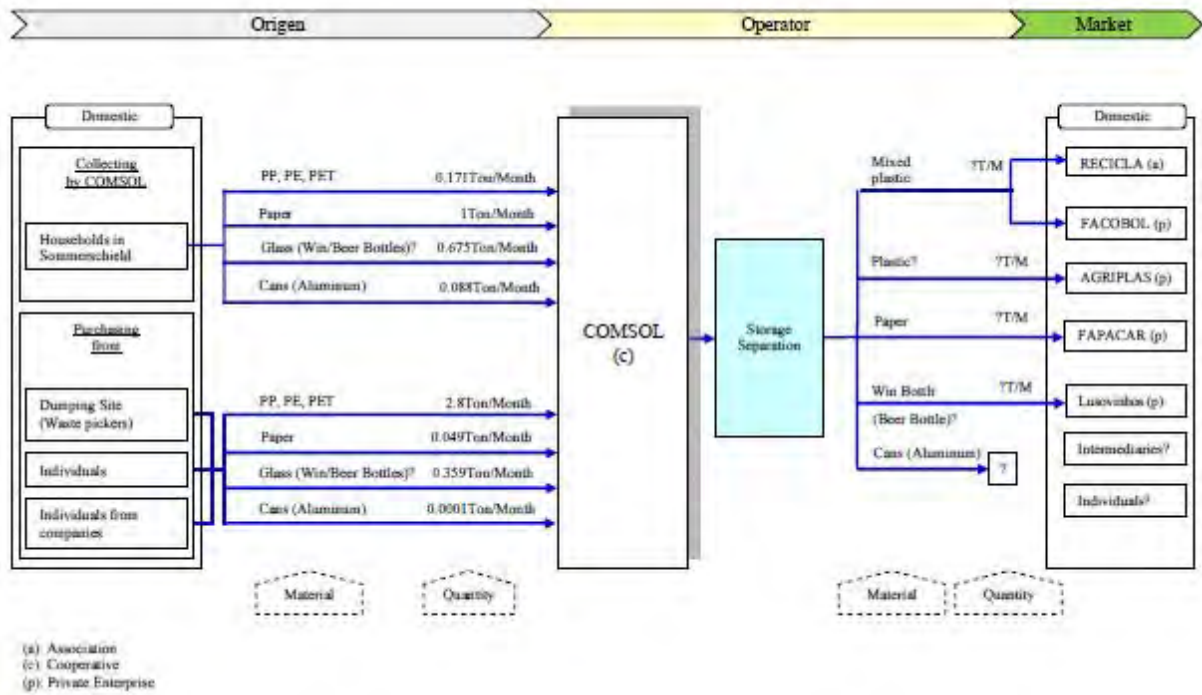 Origen
Operator
Market
Domestic
Collecting
by COMSOL
Households in
Sommerschield
Purchasing
from
Dumping Site
(Waste pickers)
Individuals
Individuals from
companies
PP, PE, PET 0.171Ton/Month
Paper 1Ton/Month
Glass (Win/Beer Bottles)? 0.675Ton/Month
Cans (Aluminum) 0.088Ton/Month
PP, PE, PET 2.8Ton/Month
Paper 0.049Ton/Month
Glass (Win/Beer Bottles)? 0.359Ton/Month
Cans (Aluminum) 0.0001Ton/Month
Material
Quantity
COMSOL
(c)
Storage
Separation
Mixed
plastic
?T/M
Plastic? ?T/M
Paper ?T/M
Win Bottle ?T/M
(Beer Bottle)?
Cans (Aluminum)
?
Material
Quantity
Domestic
RECICLA (a)
FACOBOL (p)
AGRIPLAS (p)
FAPACAR (p)
Lusovinhos (p)
Intermediaries?
Individuals?
(a): Association
(c): Cooperative
(p): Private Enterprise